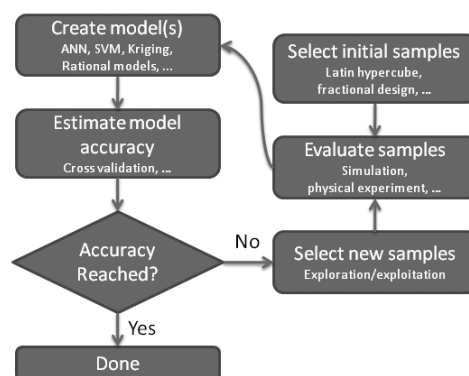 Create model(s)
ANN, SVM, Kriging,
Rational models, ...
Estimate model
accuracy
Cross validation, ...
Accuracy
Reached?
Yes
Done
No
Select initial samples
Latin hypercube,
fractional design, ...
Evaluate samples
Simulation,
physical experiment, ...
Select new samples
Exploration/exploitation